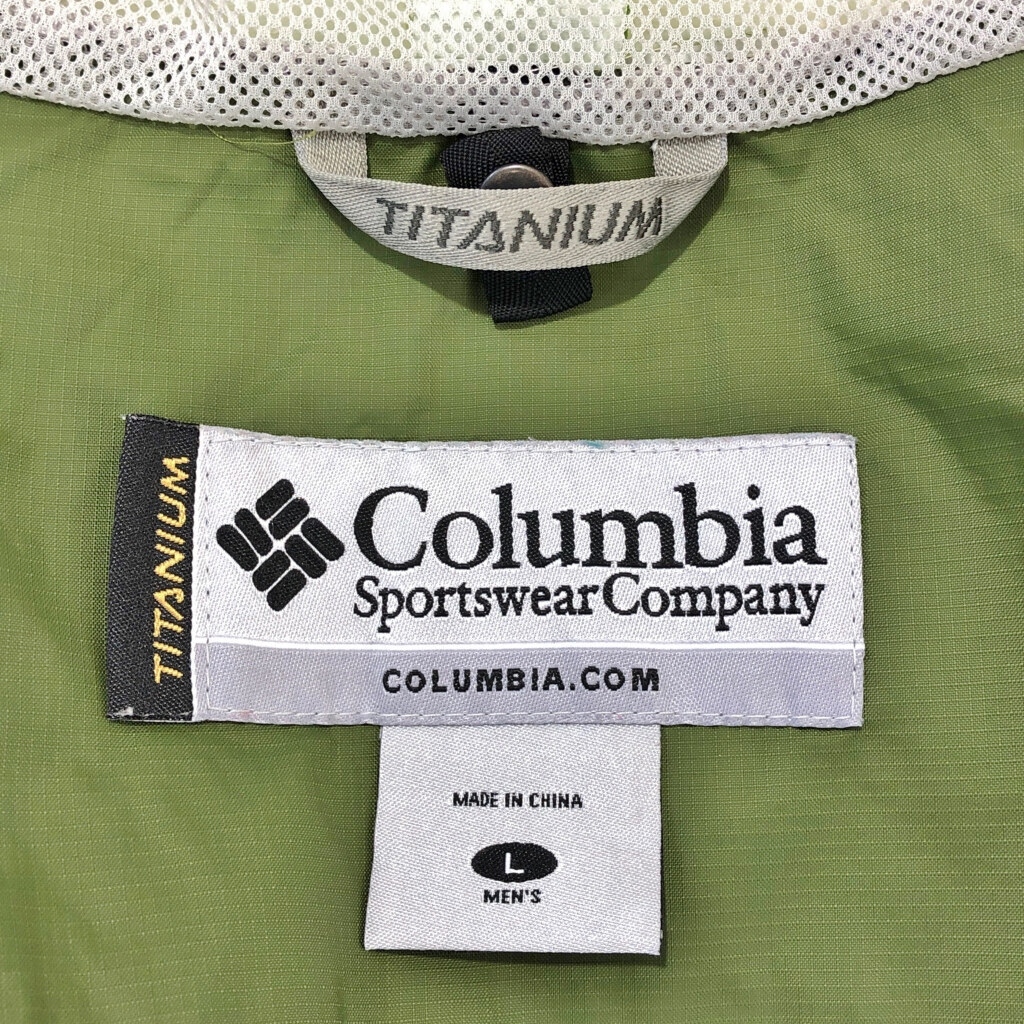 TITANIUM
TITANIUM
Columbia
Sportswear Company
COLUMBIA.COM
MADE IN CHINA
L
MEN'S